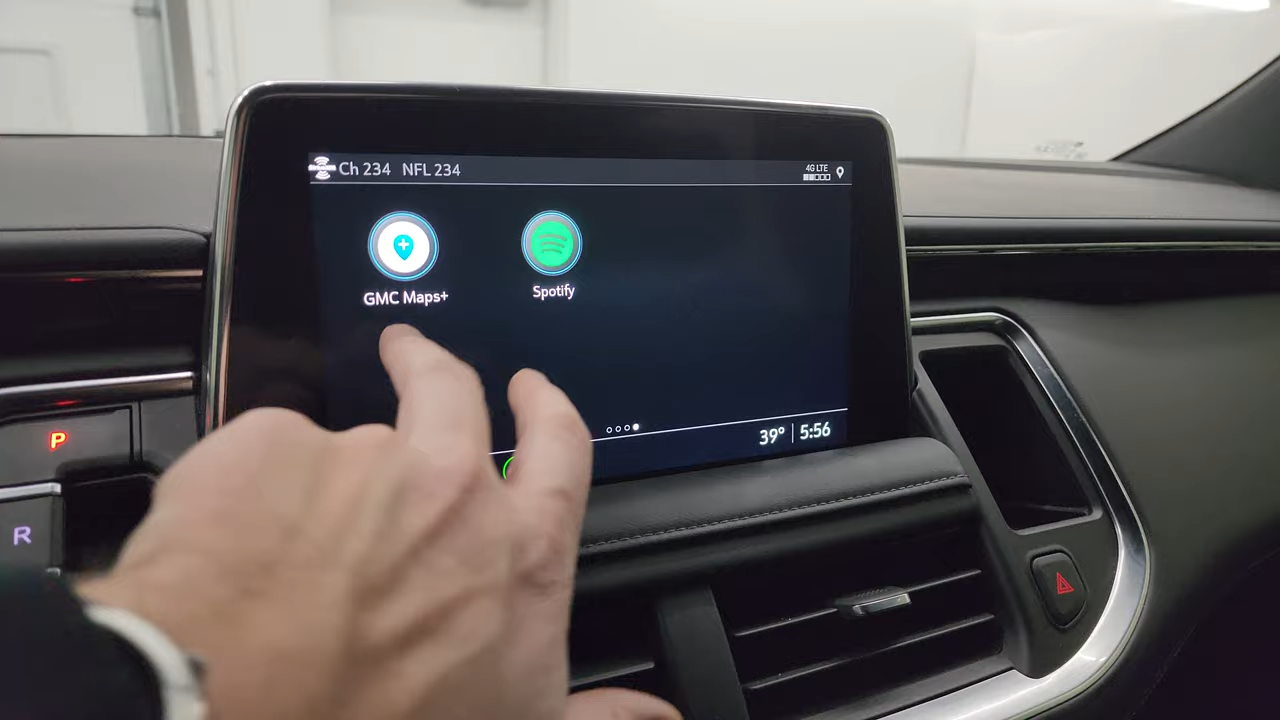 Ch 234 NFL 234
4G LTE
GMC Maps+
Spotify
39° 5:56
P
R